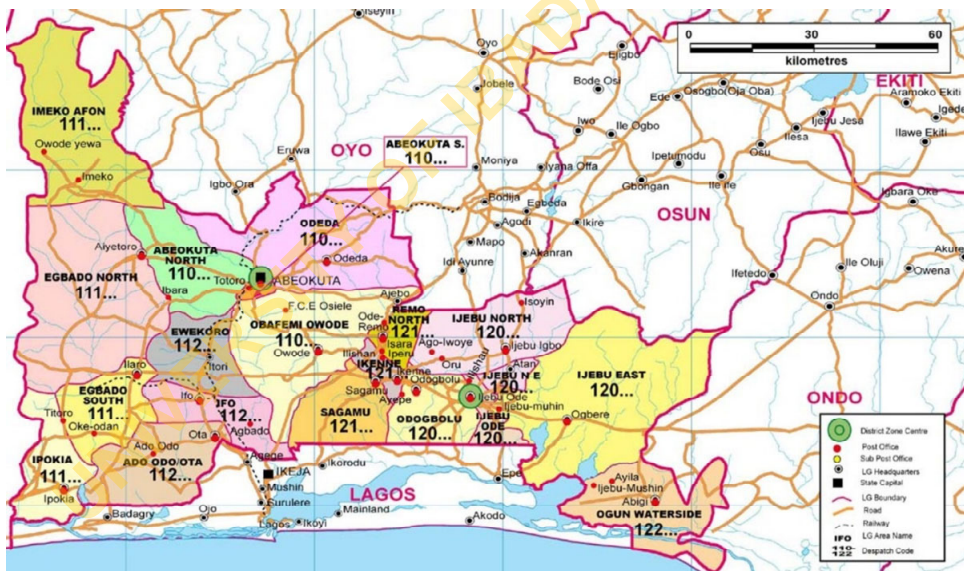 Iseyin
OF IBADA
0 30 60
kilometres
Oyo
Ejigbo
EKITI
Jobele
Bode Osi
Ede
Osogbo(Oja Oba)
Aramoko Ekiti
Igede
IMEKO AFON
111...
Owode yewa
Imeko
Eruwa
OYO
ABEOKUTA S.
110...
Iwo
Ile Ogbo
Ijebu Jesa
Ilesa
Ilawe Ekiti
Osu
Moniya
Iyana Offa
Ipetumodu
Ile Ife
Gbongan
Igbara Oke
Igbo Ora
Bodija
Egbeda
Agodi
Ikire
OSUN
ODEDA
110...
Odeda
Mapo
Akanran
Akure
Aiyetoro
ABEOKUTA
NORTH
110...
Totoro
ABEOKUTA
Idi Ayunre
Ifetedo
Ile Oluji
Owena
EGBADO NORTH
111...
Ibara
F.C.E Osiele
Ajebo
Isoyin
Ondo
EWEKORO
112...
OBAFEMI OWODE
110...
Ode-
Remo
REMO
NORTH
121...
IJEBU NORTH
120...
Isara
Iperu
Ago-Iwoye
Ijebu Igbo
Owode
Ilishan
Oru
Itori
IKENNE
121...
Ikenne
Ilishau
Atan
IJEBU N E
120...
IJEBU EAST
120...
Ilaro
EGBADO
SOUTH
111...
Ifo
IFO
112...
Sagamu
Odogbolu
Ayepe
Ijebu Ode
Ijebu-muhin
ONDO
Titoro
Oke-odan
Agbado
SAGAMU
121...
ODOGBOLU
120...
IJEBU
ODE
120...
Ogbere
Ota
Ado Odo
IPOKIA
111...
ADO ODO/OTA
112...
Agege
IKEJA
Ikorodu
Epe
Ipokia
Mushin
Surulere
LAGOS
Ayila
Ijebu-Mushin
Abigi
Badagry
Ojo
Mainland
Lagos
Ikoyi
Akodo
OGUN WATERSIDE
122...
District Zone Centre
Post Office
Sub Post Office
LG Headquarters
State Capital
LG Boundary
Road
Railway
IFO LG Area Name
110-
122 Despatch Code